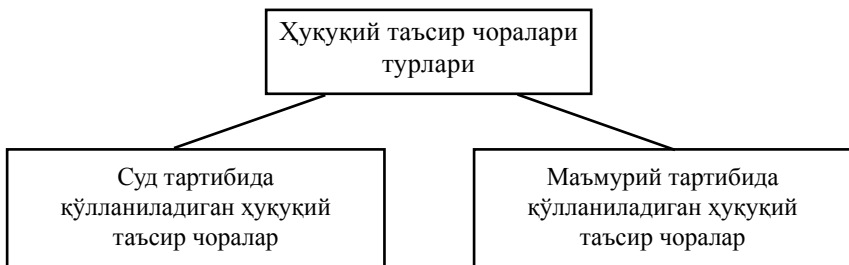 Ҳуқуқий таъсир чоралари
турлари
Суд тартибида
қўлланиладиган ҳуқуқий
таъсир чоралар
Маъмурий тартибида
қўлланиладиган ҳуқуқий
таъсир чоралар